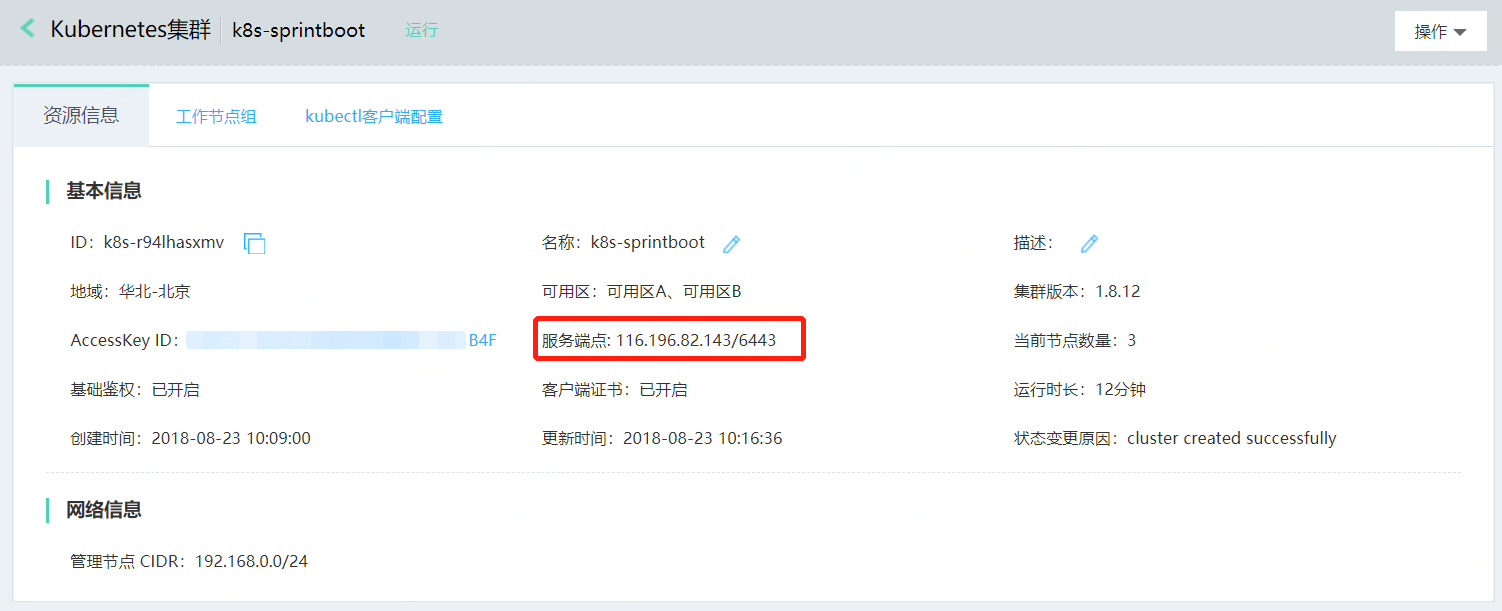 Kubernetes集群 k8s-sprintboot 运行 操作
资源信息 工作节点组 kubectl客户端配置
基本信息
ID：k8s-r94lhasxmv 名称：k8s-sprintboot 描述：
地域：华北-北京 可用区：可用区A、可用区B 集群版本：1.8.12
AccessKey ID： B4F 服务端点: 116.196.82.143/6443 当前节点数量：3
基础鉴权：已开启 客户端证书：已开启 运行时长：12分钟
创建时间：2018-08-23 10:09:00 更新时间：2018-08-23 10:16:36 状态变更原因：cluster created successfully
网络信息
管理节点 CIDR：192.168.0.0/24